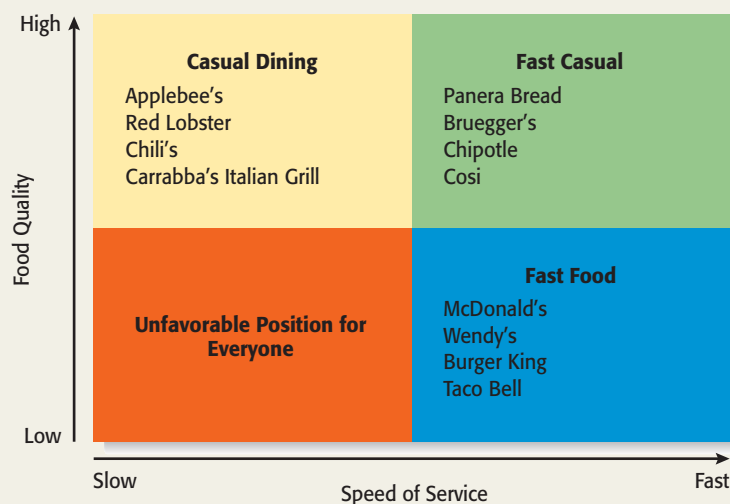 High
Casual Dining
Applebee's
Red Lobster
Chili's
Carrabba's Italian Grill
Fast Casual
Panera Bread
Bruegger's
Chipotle
Cosi
Food Quality
Unfavorable Position for
Everyone
Fast Food
McDonald's
Wendy's
Burger King
Taco Bell
Low
Slow
Speed of Service
Fast